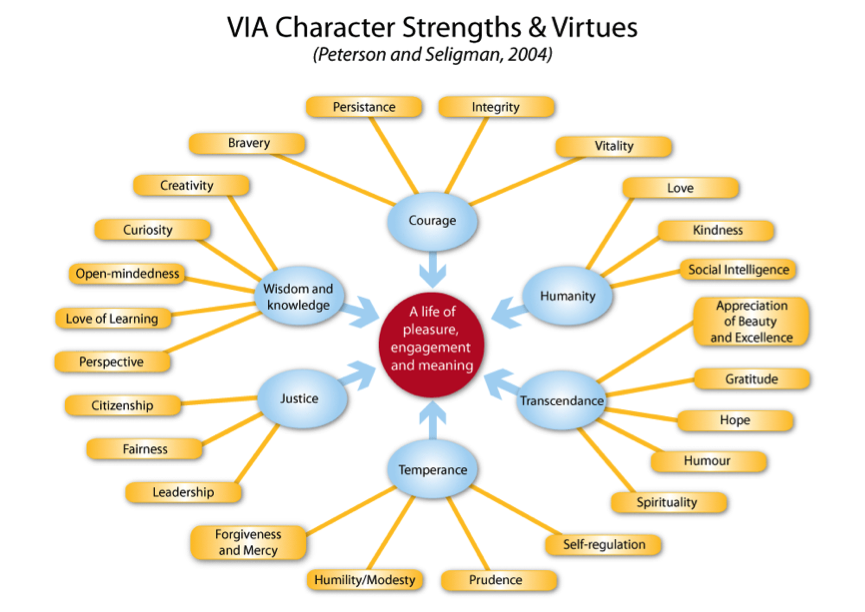 VIA Character Strengths & Virtues
(Peterson and Seligman, 2004)
Persistance
Integrity
Bravery
Vitality
Courage
Creativity
Curiosity
Open-mindedness
Love of Learning
Perspective
Wisdom and
knowledge
Love
Kindness
Social Intelligence
Humanity
A life of
pleasure,
engagement
and meaning
Appreciation
of Beauty
and Excellence
Gratitude
Hope
Humour
Spirituality
Transcendance
Justice
Citizenship
Fairness
Leadership
Temperance
Forgiveness
and Mercy
Humility/Modesty
Prudence
Self-regulation